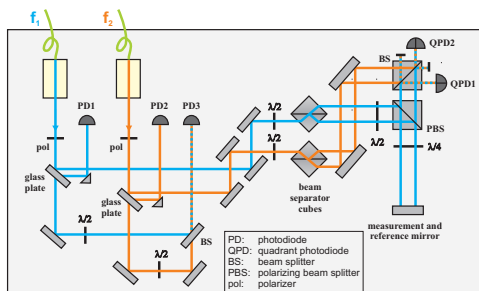 f₁
f₂
QPD2
BS
QPD1
PD1
PD2
PD3
λ/2
λ/2
PBS
pol
pol
λ/2
λ/4
glass
plate
glass
plate
beam
separator
cubes
λ/2
BS
λ/2
measurement and
reference mirror
PD: photodiode
QPD: quadrant photodiode
BS: beam splitter
PBS: polarizing beam splitter
pol: polarizer